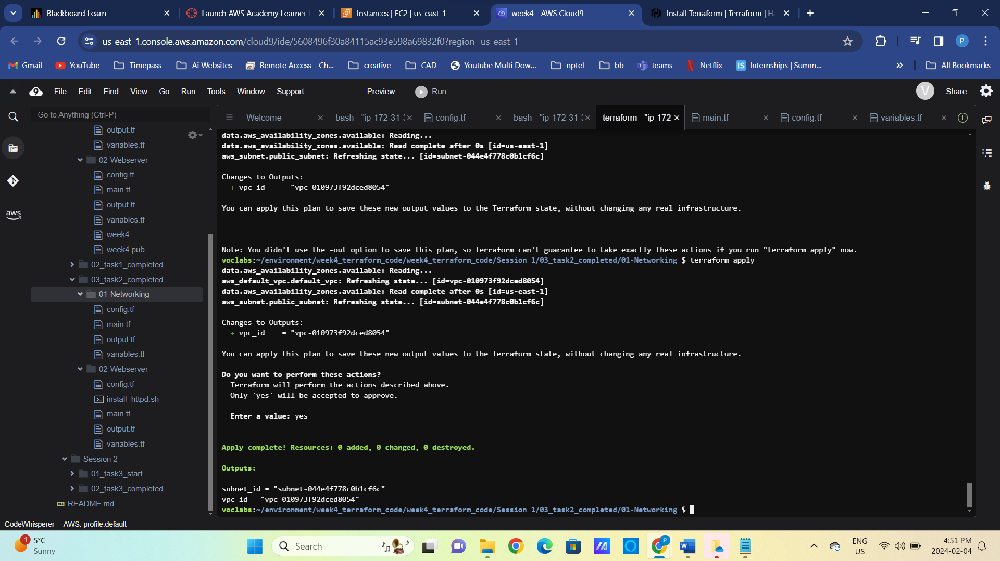 Blackboard Learn
Launch AWS Academy Learner
Instances | EC2 | us-east-1
week4 - AWS Cloud9
Install Terraform | Terraform | Ha
us-east-1.console.aws.amazon.com/cloud9/ide/5608496f30a84115ac93e598a69832f0?region=us-east-1
P
Gmail
YouTube
Timepass
Ai Websites
Remote Access - Ch...
creative
CAD
Youtube Multi Dow...
nptel
bb
teams
Netflix
IS Internships | Summ...
All Bookmarks
9 File Edit Find View Go Run Tools Window Support Preview Run
V Share
Go to Anything (Ctrl-P)
output.tf
variables.tf
02-Webserver
config.tf
main.tf
output.tf
variables.tf
week4
week4.pub
02_task1_completed
03_task2_completed
01-Networking
config.tf
main.tf
output.tf
variables.tf
02-Webserver
config.tf
install_httpd.sh
main.tf
output.tf
variables.tf
Session 2
01_task3_start
02_task3_completed
README.md
aws
Welcome
bash - "ip-172-31-
config.tf
bash - "ip-172-31-
terraform - "ip-172-
main.tf
config.tf
variables.tf
data.aws_availability_zones.available: Reading...
data.aws_availability_zones.available: Read complete after 0s [id=us-east-1]
aws_subnet.public_subnet: Refreshing state... [id=subnet-044e4f778c0b1cf6c]
Changes to Outputs:
+ vpc_id    = "vpc-010973f92dced8054"
You can apply this plan to save these new output values to the Terraform state, without changing any real infrastructure.
Note: You didn't use the -out option to save this plan, so Terraform can't guarantee to take exactly these actions if you run "terraform apply" now.
voclabs:~/environment/week4_terraform_code/week4_terraform_code/Session 1/03_task2_completed/01-Networking $ terraform apply
data.aws_availability_zones.available: Reading...
aws_default_vpc.default_vpc: Refreshing state... [id=vpc-010973f92dced8054]
data.aws_availability_zones.available: Read complete after 0s [id=us-east-1]
aws_subnet.public_subnet: Refreshing state... [id=subnet-044e4f778c0b1cf6c]
Changes to Outputs:
+ vpc_id    = "vpc-010973f92dced8054"
You can apply this plan to save these new output values to the Terraform state, without changing any real infrastructure.
Do you want to perform these actions?
Terraform will perform the actions described above.
Only 'yes' will be accepted to approve.
Enter a value: yes
Apply complete! Resources: 0 added, 0 changed, 0 destroyed.
Outputs:
subnet_id = "subnet-044e4f778c0b1cf6c"
vpc_id = "vpc-010973f92dced8054"
voclabs:~/environment/week4_terraform_code/week4_terraform_code/Session 1/03_task2_completed/01-Networking $
CodeWhisperer AWS: profile:default
1
5°C
Sunny
Search
P
W
ENG
US
4:51 PM
2024-02-04